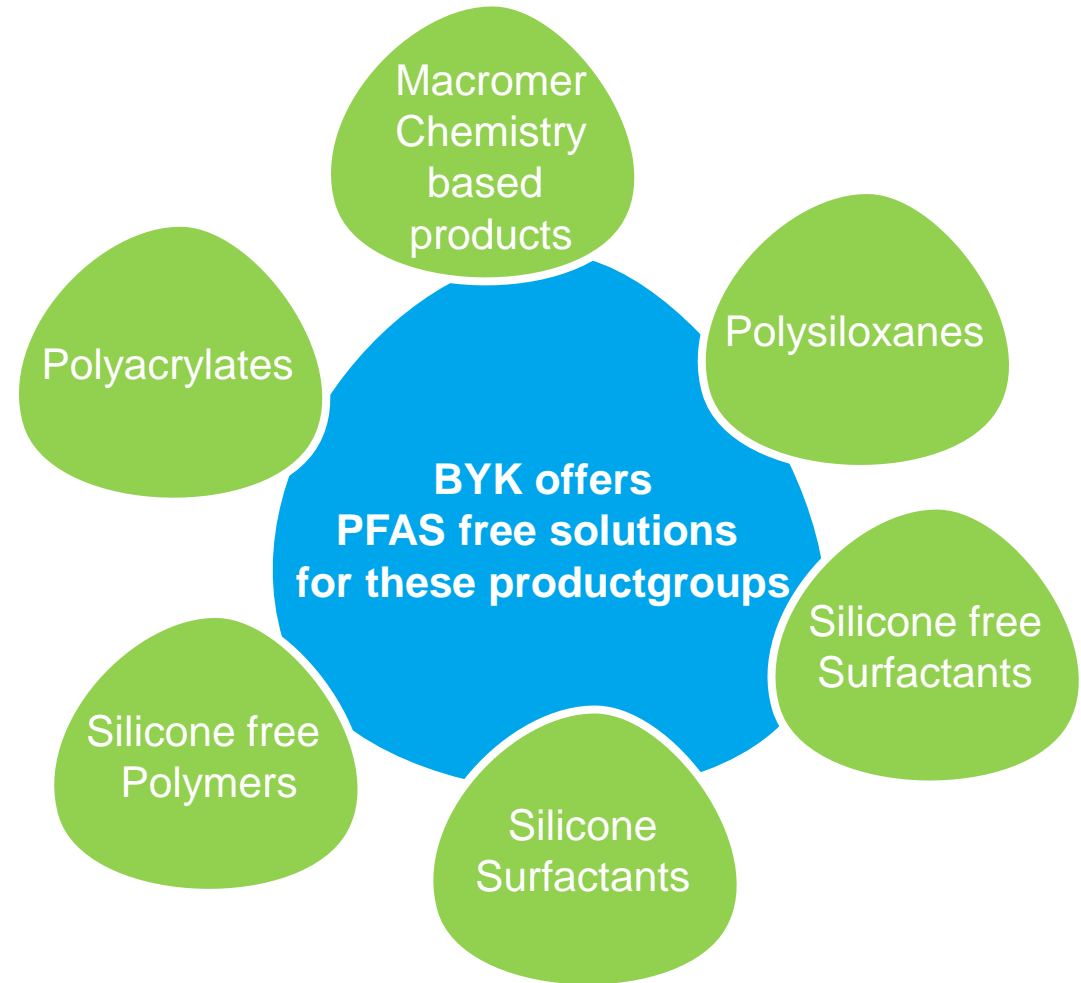 Macromer
Chemistry
based
products
Polysiloxanes
Polyacrylates
BYK offers
PFAS free solutions
for these productgroups
Silicone free
Surfactants
Silicone free
Polymers
Silicone
Surfactants